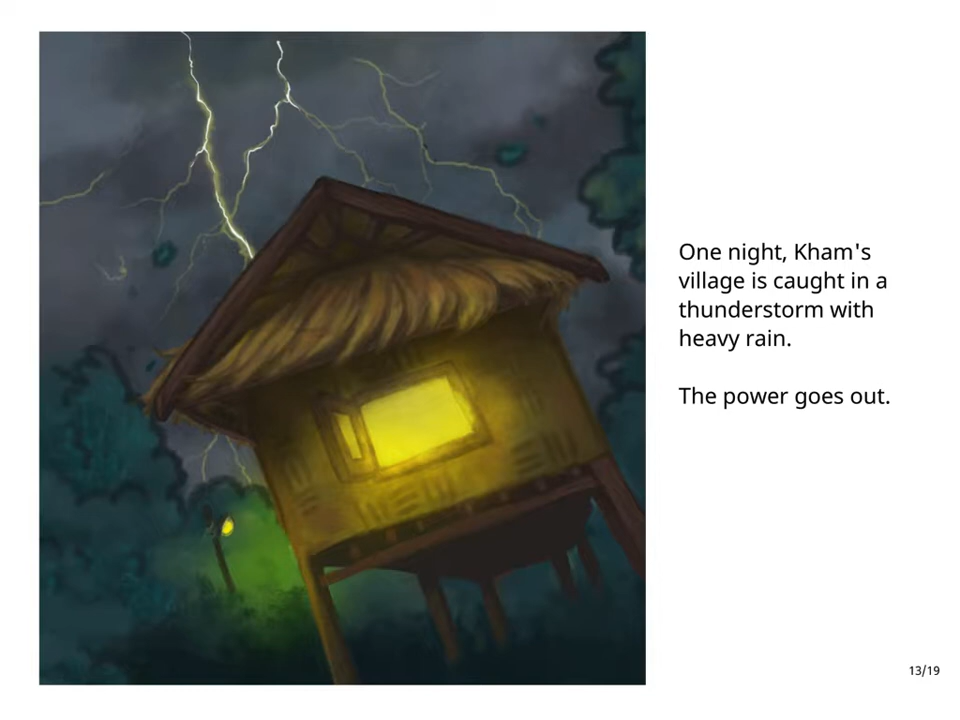 One night, Kham's
village is caught in a
thunderstorm with
heavy rain.
The power goes out.
13/19